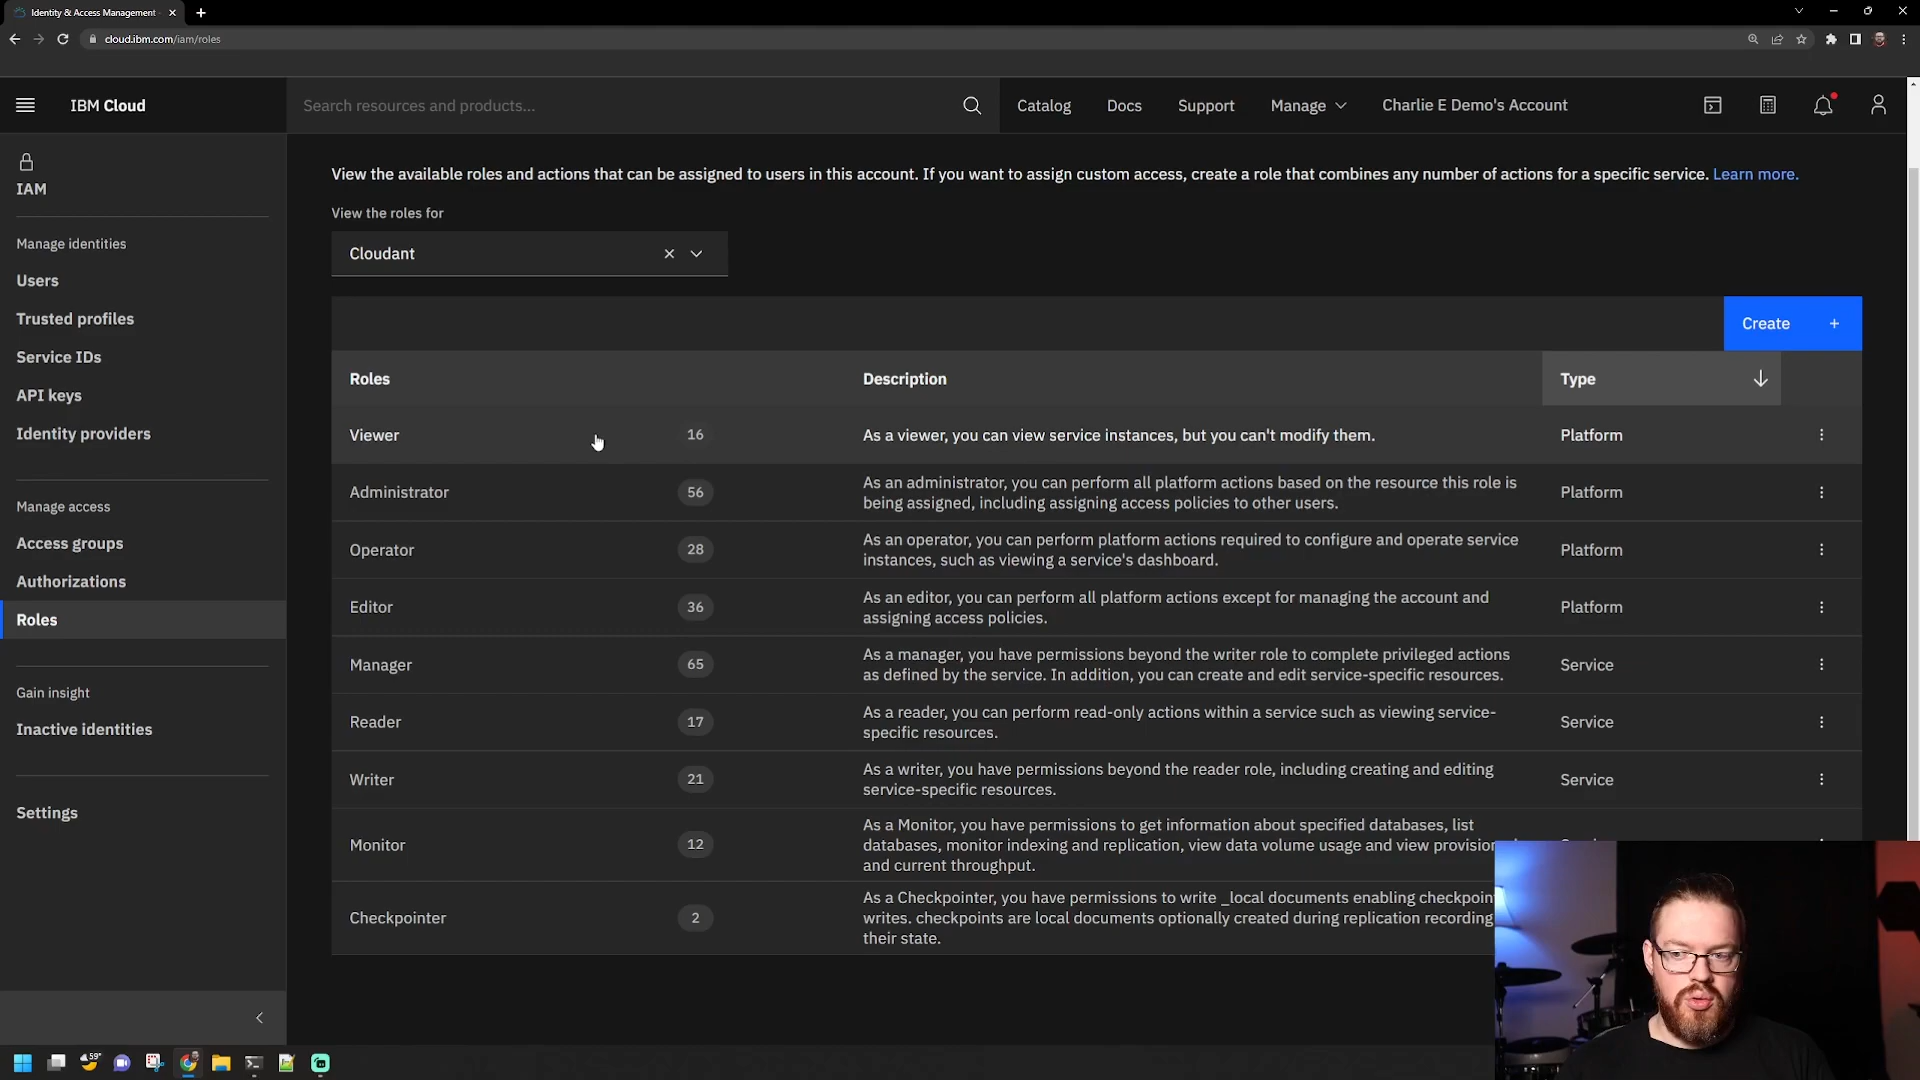 Identity & Access Management
cloud.ibm.com/iam/roles
IBM Cloud
Search resources and products...
Catalog
Docs
Support
Manage
Charlie E Demo's Account
IAM
Manage identities
Users
Trusted profiles
Service IDs
API keys
Identity providers
Manage access
Access groups
Authorizations
Roles
Gain insight
Inactive identities
Settings
View the available roles and actions that can be assigned to users in this account. If you want to assign custom access, create a role that combines any number of actions for a specific service. Learn more.
View the roles for
Cloudant
Create +
Roles Description Type
Viewer 16 As a viewer, you can view service instances, but you can't modify them. Platform
Administrator 56 As an administrator, you can perform all platform actions based on the resource this role is
being assigned, including assigning access policies to other users. Platform
Operator 28 As an operator, you can perform platform actions required to configure and operate service
instances, such as viewing a service's dashboard. Platform
Editor 36 As an editor, you can perform all platform actions except for managing the account and
assigning access policies. Platform
Manager 65 As a manager, you have permissions beyond the writer role to complete privileged actions
as defined by the service. In addition, you can create and edit service-specific resources. Service
Reader 17 As a reader, you can perform read-only actions within a service such as viewing service-
specific resources. Service
Writer 21 As a writer, you have permissions beyond the reader role, including creating and editing
service-specific resources. Service
Monitor 12 As a Monitor, you have permissions to get information about specified databases, list
databases, monitor indexing and replication, view data volume usage and view provision
and current throughput.
Checkpointer 2 As a Checkpointer, you have permissions to write _local documents enabling checkpoin
writes. checkpoints are local documents optionally created during replication recording
their state.
59°